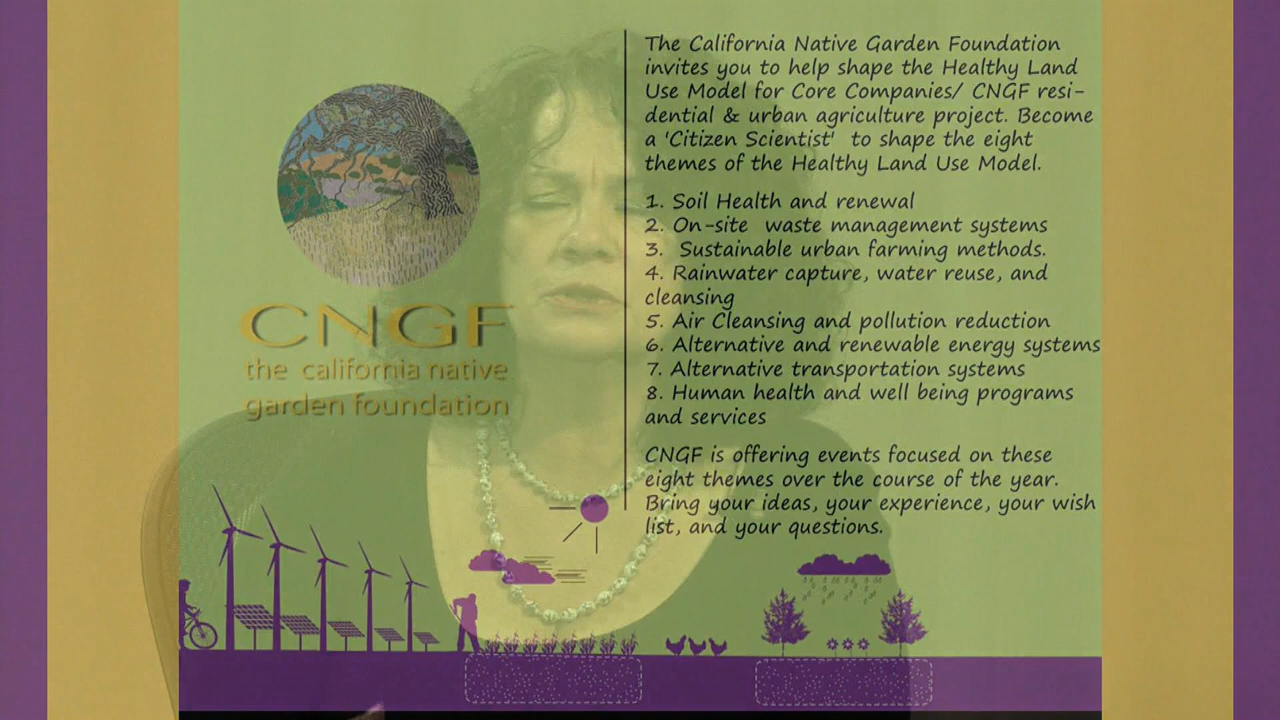 CNGF
the california native
garden foundation
The California Native Garden Foundation
invites you to help shape the Healthy Land
Use Model for Core Companies/ CNGF resi-
dential & urban agriculture project. Become
a 'Citizen Scientist' to shape the eight
themes of the Healthy Land Use Model.
1. Soil Health and renewal
2. On-site waste management systems
3. Sustainable urban farming methods.
4. Rainwater capture, water reuse, and
cleansing
5. Air Cleansing and pollution reduction
6. Alternative and renewable energy systems
7. Alternative transportation systems
8. Human health and well being programs
and services
CNGF is offering events focused on these
eight themes over the course of the year.
Bring your ideas, your experience, your wish
list, and your questions.